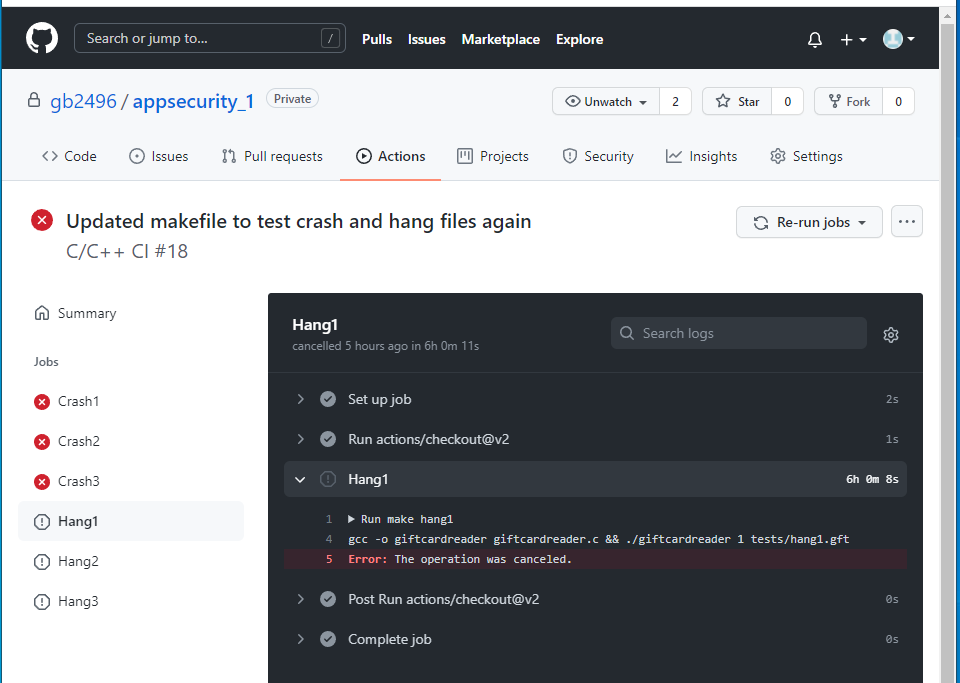 Search or jump to... /
Pulls Issues Marketplace Explore
gb2496 / appsecurity_1 Private
Unwatch 2 Star 0 Fork 0
Code Issues Pull requests Actions Projects Security Insights Settings
Updated makefile to test crash and hang files again
C/C++ CI #18
Re-run jobs
Summary
Jobs
Crash1
Crash2
Crash3
Hang1
Hang2
Hang3
Hang1
cancelled 5 hours ago in 6h 0m 11s
Search logs
Set up job 2s
Run actions/checkout@v2 1s
Hang1 6h 0m 8s
1 Run make hang1
4 gcc -o giftcardreader giftcardreader.c && ./giftcardreader 1 tests/hang1.gft
5 Error: The operation was canceled.
Post Run actions/checkout@v2 0s
Complete job 0s